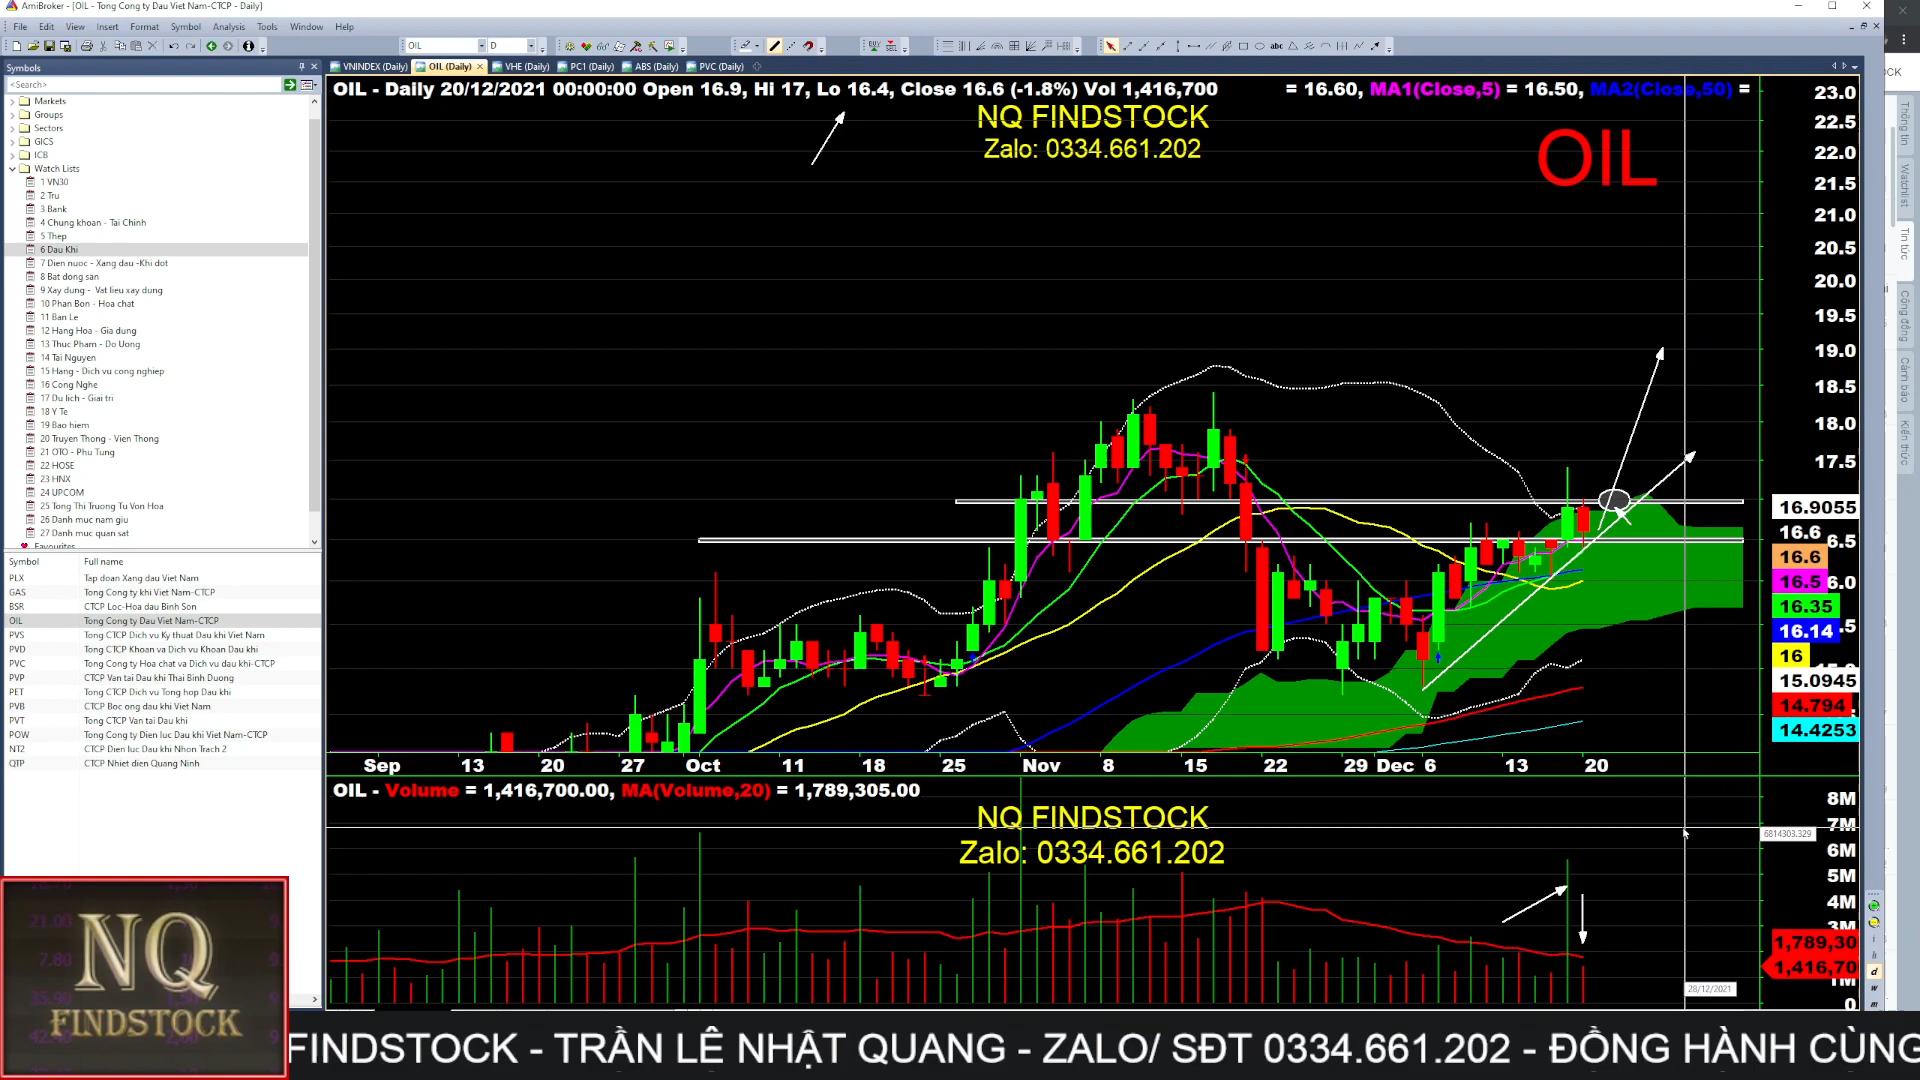 AmiBroker - [OIL - Tong Cong ty Dau Viet Nam-CTCP - Daily]
File Edit View Insert Format Symbol Analysis Tools Window Help
OIL D
Symbols
VNINDEX (Daily) OIL (Daily) VHE (Daily) PC1 (Daily) ABS (Daily) PVC (Daily)
<Search>
Markets
Groups
Sectors
GICS
ICB
Watch Lists
1 VN30
2 Tru
3 Bank
4 Chung khoan - Tai Chinh
5 Thep
6 Dau Khi
7 Dien nuoc - Xang dau -Khi dot
8 Bat dong san
9 Xay dung - Vat lieu xay dung
10 Phan Bon - Hoa chat
11 Ban Le
12 Hang Hoa - Gia dung
13 Thuc Pham - Do Uong
14 Tai Nguyen
15 Hang - Dich vu cong nghiep
16 Cong Nghe
17 Du lich - Giai tri
18 Y Te
19 Bao hiem
20 Truyen Thong - Vien Thong
21 OTO - Phu Tung
22 HOSE
23 HNX
24 UPCOM
25 Tong Thi Truong Tu Von Hoa
26 Danh muc nam giu
27 Danh muc quan sat
Favourites
Symbol Full name
PLX Tap doan Xang dau Viet Nam
GAS Tong Cong ty khi Viet Nam-CTCP
BSR CTCP Loc-Hoa dau Binh Son
OIL Tong Cong ty Dau Viet Nam-CTCP
PVS Tong CTCP Dich vu Ky thuat Dau khi Viet Nam
PVD Tong CTCP Khoan va Dich vu Khoan Dau khi
PVC Tong Cong ty Hoa chat va Dich vu dau khi-CTCP
PVP CTCP Van tai Dau khi Thai Binh Duong
PET Tong CTCP Dich vu Tong hop Dau khi
PVB CTCP Boc ong dau khi Viet Nam
PVT Tong CTCP Van tai Dau khi
POW Tong Cong ty Dien luc Dau khi Viet Nam-CTCP
NT2 CTCP Dien luc Dau khi Nhon Trach 2
QTP CTCP Nhiet dien Quang Ninh
OIL - Daily 20/12/2021 00:00:00 Open 16.9, Hi 17, Lo 16.4, Close 16.6 (-1.8%) Vol 1,416,700 = 16.60, MA1(Close,5) = 16.50, MA2(Close,50) =
NQ FINDSTOCK
Zalo: 0334.661.202
OIL
23.0
22.5
22.0
21.5
21.0
20.5
20.0
19.5
19.0
18.5
18.0
17.5
16.9055
16.6
16.6
16.5
16.35
16.14
16
15.0945
14.794
14.4253
Sep 13 20 27 Oct 11 18 25 Nov 8 15 22 29 Dec 6 13 20
OIL - Volume = 1,416,700.00, MA(Volume,20) = 1,789,305.00
NQ FINDSTOCK
Zalo: 0334.661.202
8M
7M
6814303.329
6M
5M
4M
3M
1,789,30
1,416,70
1M
0
28/12/2021
Thông tin
Watchlist
Tin tức
Cộng đồng
Cảnh báo
Kiến thức
NQ
FINDSTOCK
FINDSTOCK - TRẦN LÊ NHẬT QUANG - ZALO/ SĐT 0334.661.202 - ĐỒNG HÀNH CÙNG